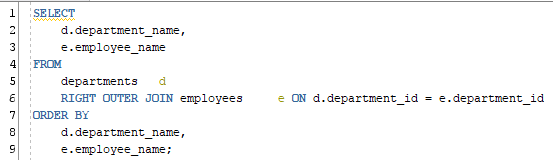 1 SELECT
2 d.department_name,
3 e.employee_name
4 FROM
5 departments d
6 RIGHT OUTER JOIN employees e ON d.department_id = e.department_id
7 ORDER BY
8 d.department_name,
9 e.employee_name;